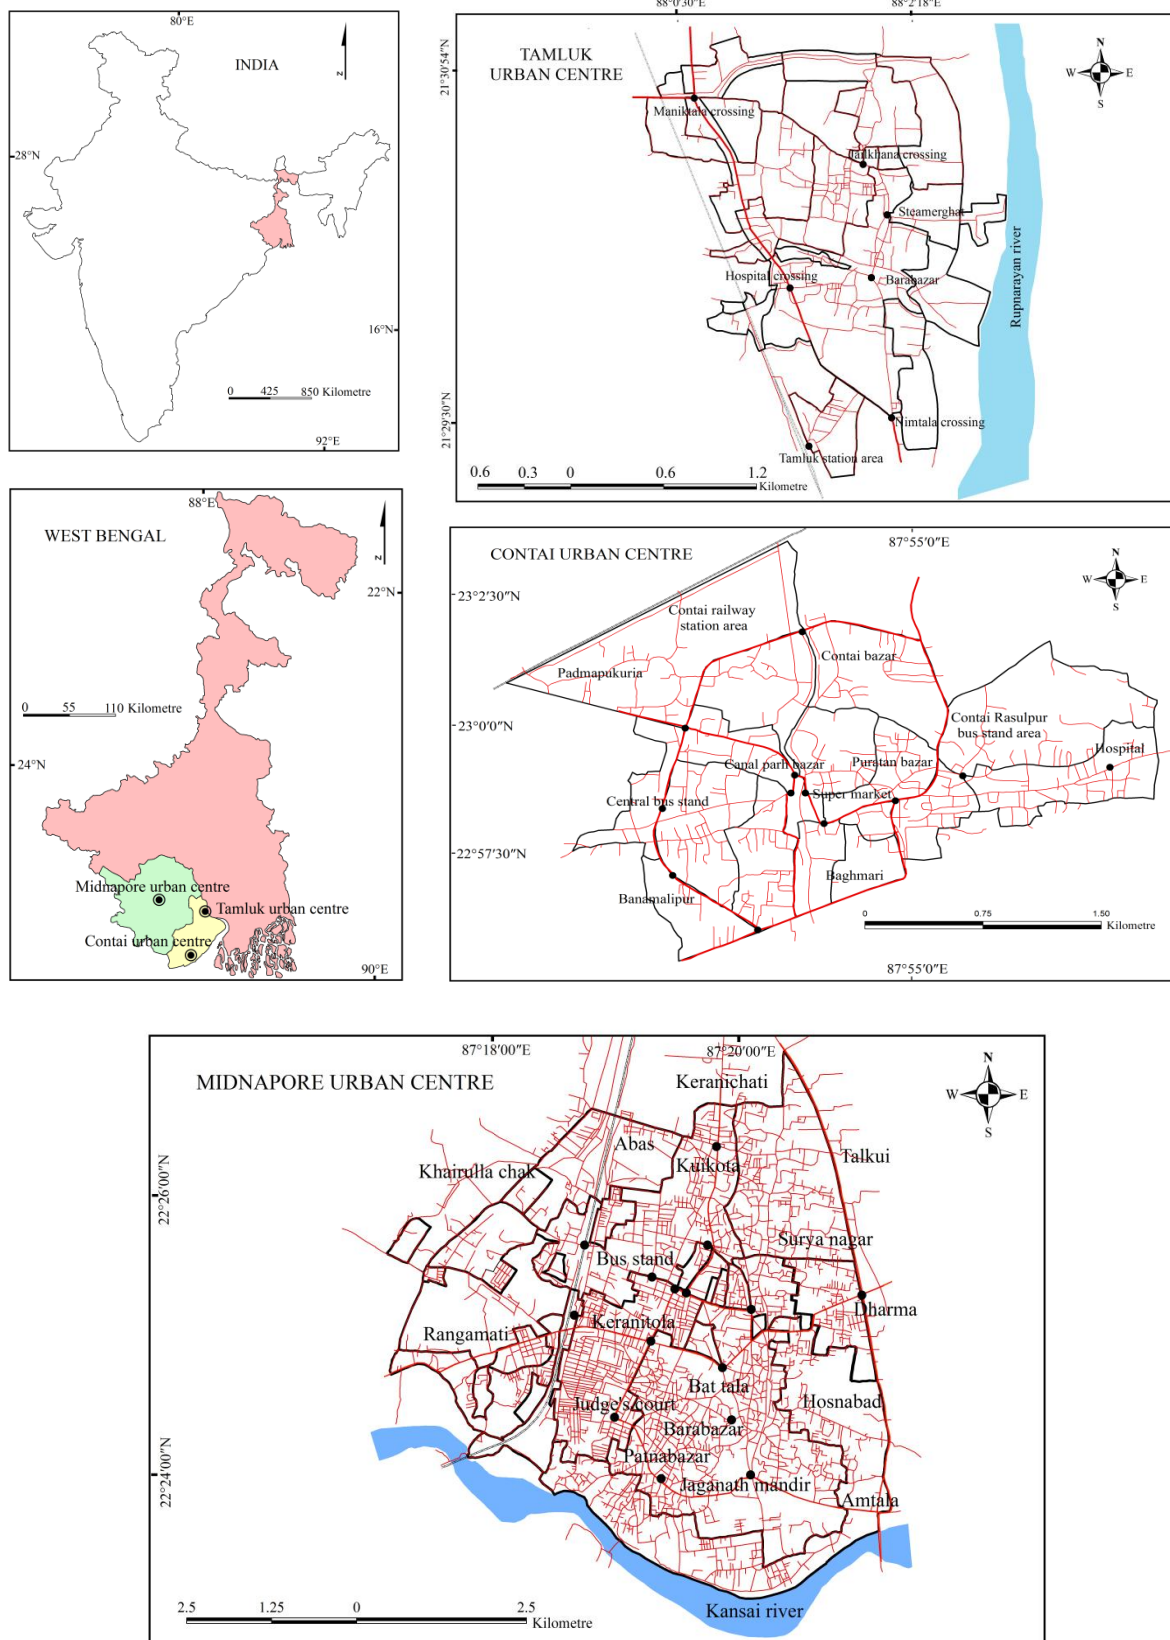 80°E
INDIA
N
28°N
16°N
0 425 850 Kilometre
92°E
88°0'30"E
88°2'18"E
TAMLUK
URBAN CENTRE
N
W E
S
21°30'54"N
Maniktala crossing
Jailkhana crossing
Steamerghat
Hospital crossing
Barabazar
Rupnarayan river
21°29'30"N
Nimtala crossing
Tamluk station area
0.6 0.3 0 0.6 1.2
Kilometre
88°E
WEST BENGAL
N
22°N
0 55 110 Kilometre
24°N
Midnapore urban centre
Tamluk urban centre
Contai urban centre
90°E
87°55'0"E
CONTAI URBAN CENTRE
N
W E
S
23°2'30"N
Contai railway
station area
Contai bazar
Padmapukuria
23°0'0"N
Contai Rasulpur
bus stand area
Hospital
Canal parh bazar
Puratan bazar
Central bus stand
Super market
22°57'30"N
Baghmari
Banamalipur
0 0.75 1.50
Kilometre
87°55'0"E
87°18'00"E
87°20'00"E
MIDNAPORE URBAN CENTRE
Keranichati
N
W E
S
Abas
Kuikota
Talkui
Khairulla chak
22°26'00"N
Surya nagar
Bus stand
Dharma
Keranitola
Rangamati
Bat tala
Hosnabad
Judge's court
Barabazar
Patnabazar
Jaganath mandir
22°24'00"N
Amtala
Kansai river
2.5 1.25 0 2.5
Kilometre